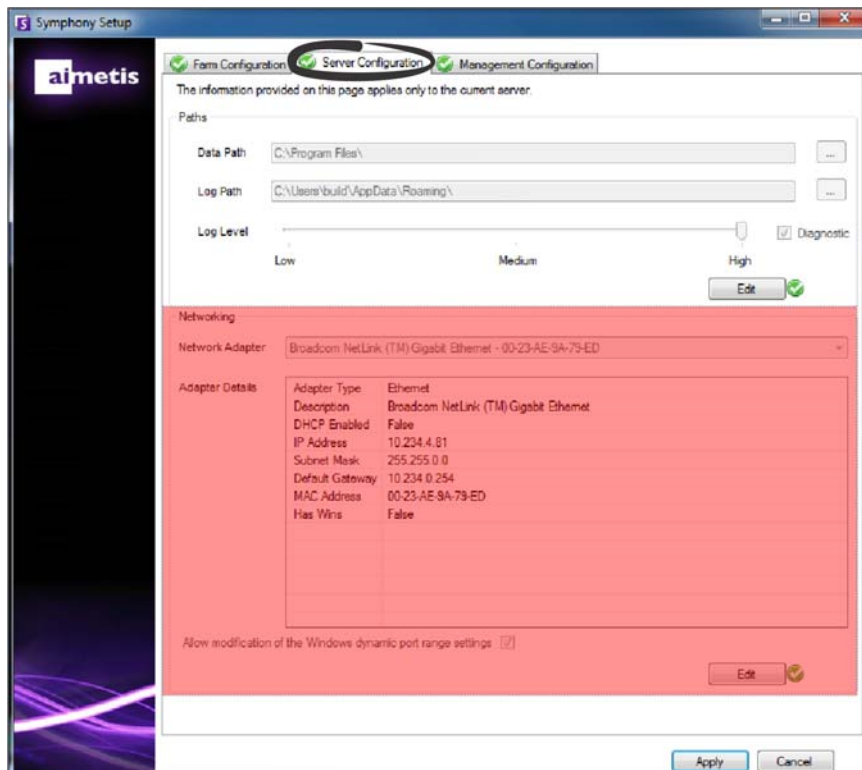 Symphony Setup
aimetis
Farm Configuration
Server Configuration
Management Configuration
The information provided on this page applies only to the current server.
Paths
Data Path
C:\Program Files\
...
Log Path
C:\Users\build\AppData\Roaming\
...
Log Level
Diagnostic
Low Medium High
Edit
Networking
Network Adapter
Broadcom NetLink (TM) Gigabit Ethernet - 00-23-AE-9A-79-ED
Adapter Details
Adapter Type Ethernet
Description Broadcom NetLink (TM) Gigabit Ethernet
DHCP Enabled False
IP Address 10.234.4.81
Subnet Mask 255.255.0.0
Default Gateway 10.234.0.254
MAC Address 00-23-AE-9A-79-ED
Has Wins False
Allow modification of the Windows dynamic port range settings
Edit
Apply
Cancel